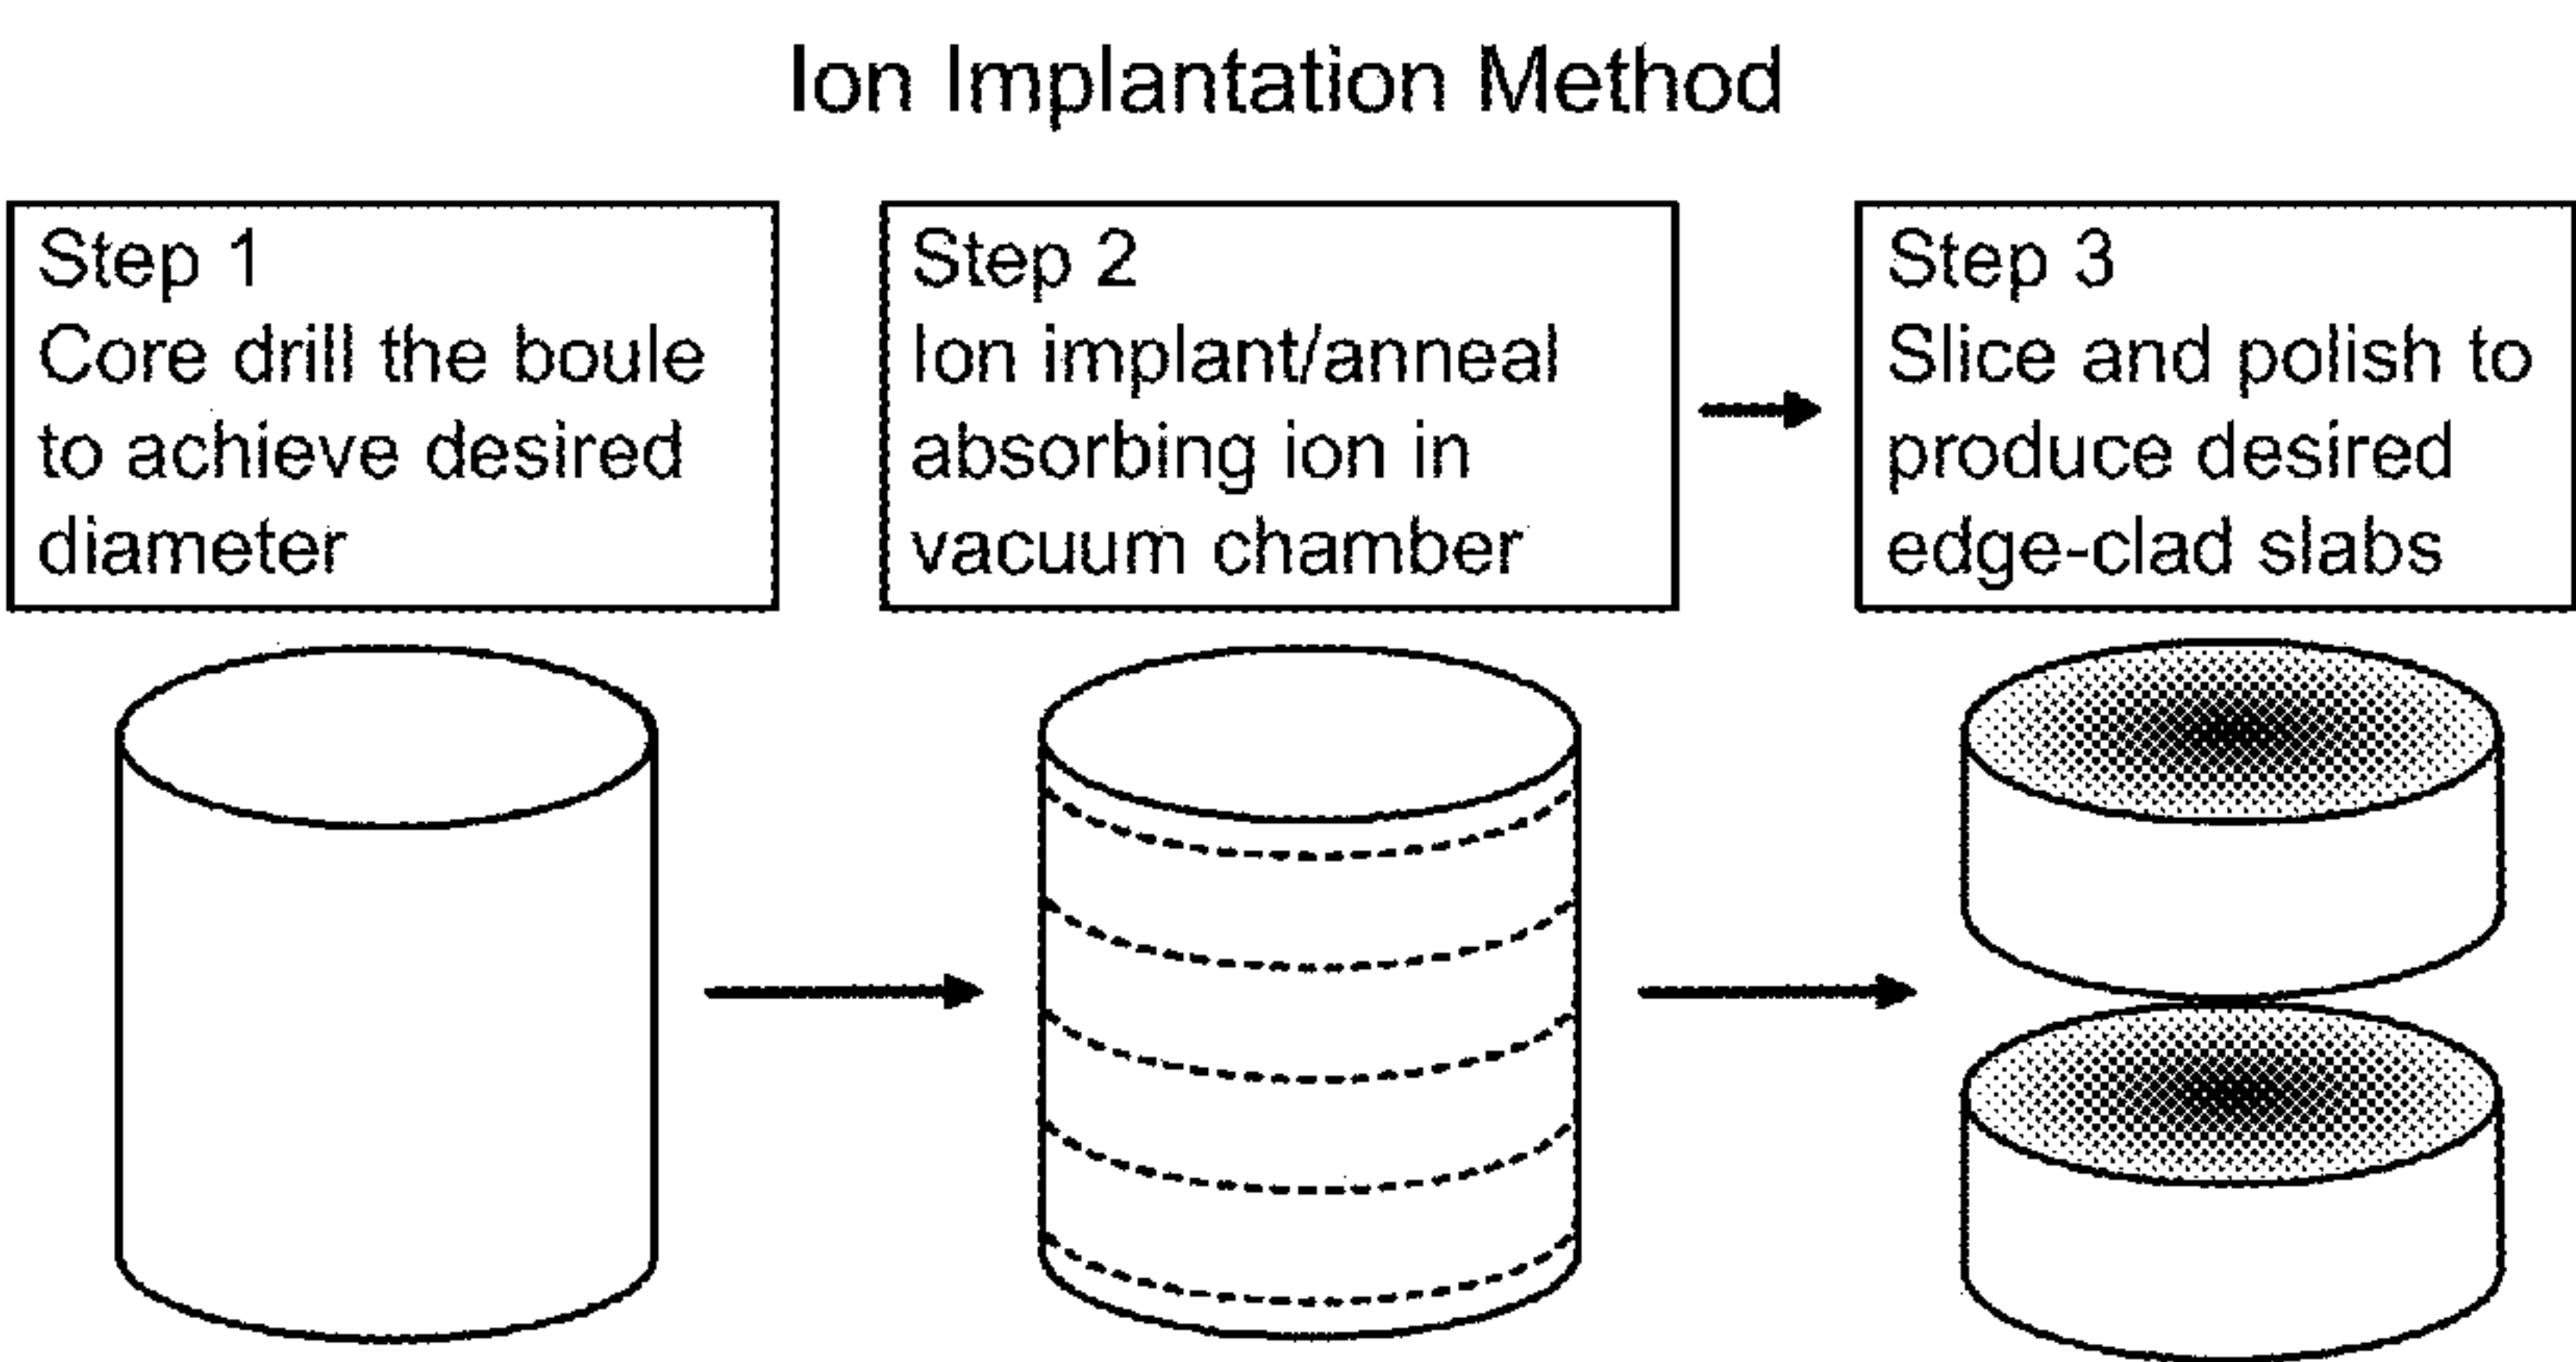 Ion Implantation Method
Step 1
Core drill the boule
to achieve desired
diameter
Step 2
Ion implant/anneal
absorbing ion in
vacuum chamber
Step 3
Slice and polish to
produce desired
edge-clad slabs